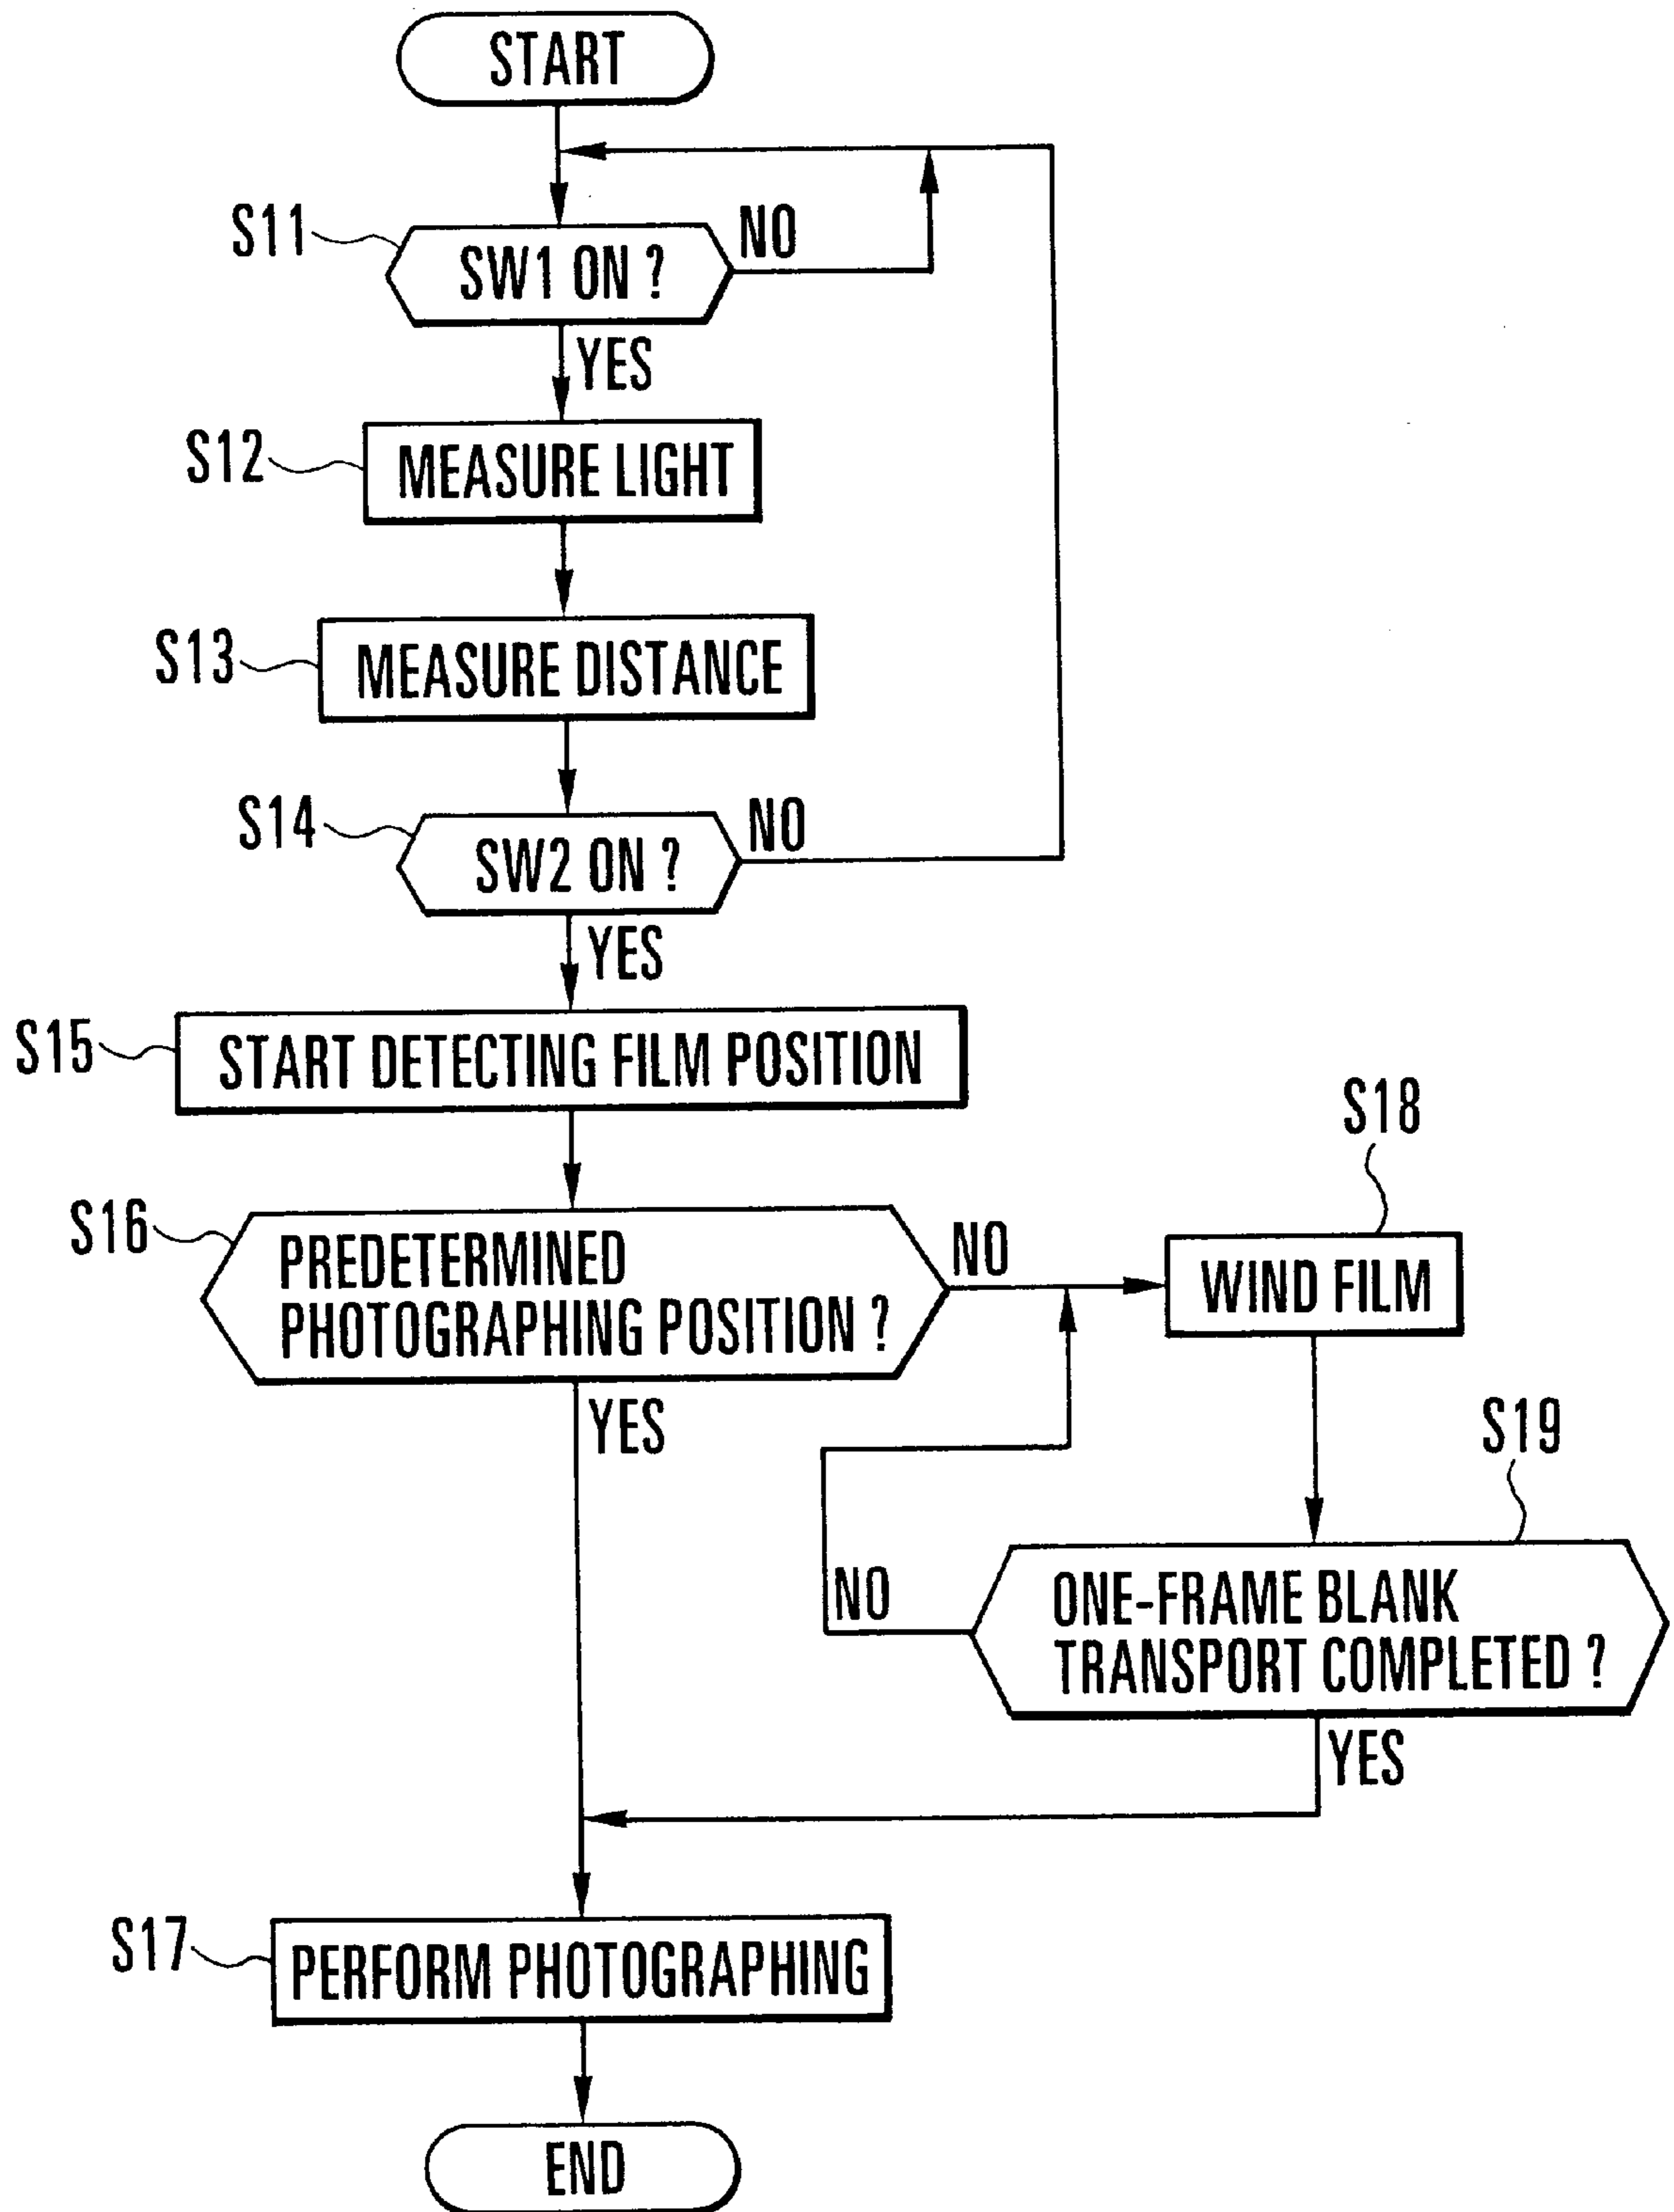 START
S11
SW1 ON ?
NO
YES
S12
MEASURE LIGHT
S13
MEASURE DISTANCE
S14
SW2 ON ?
NO
YES
S15
START DETECTING FILM POSITION
S16
PREDETERMINED
PHOTOGRAPHING POSITION ?
NO
YES
S18
WIND FILM
S19
ONE-FRAME BLANK
TRANSPORT COMPLETED ?
NO
YES
S17
PERFORM PHOTOGRAPHING
END